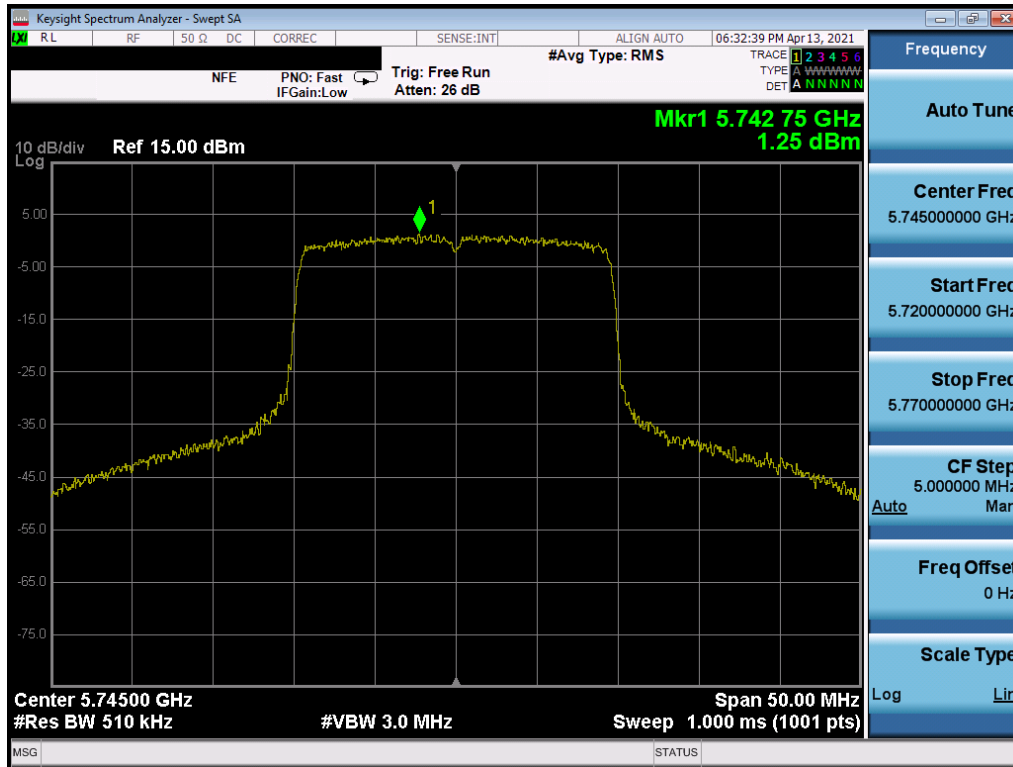 Keysight Spectrum Analyzer - Swept SA
LXI RL RF 50 Ω DC CORREC SENSE:INT ALIGN AUTO 06:32:39 PM Apr 13, 2021
NFE PNO: Fast Trig: Free Run #Avg Type: RMS TRACE 1 2 3 4 5 6
IFGain:Low Atten: 26 dB TYPE A WWWWW
DET A N N N N N
Mkr1 5.742 75 GHz
1.25 dBm
10 dB/div Ref 15.00 dBm
Log
1
5.00
-5.00
-15.0
-25.0
-35.0
-45.0
-55.0
-65.0
-75.0
Center 5.74500 GHz Span 50.00 MHz
#Res BW 510 kHz #VBW 3.0 MHz Sweep 1.000 ms (1001 pts)
MSG STATUS
Frequency
Auto Tune
Center Freq
5.745000000 GHz
Start Freq
5.720000000 GHz
Stop Freq
5.770000000 GHz
CF Step
5.000000 MHz
Auto Man
Freq Offset
0 Hz
Scale Type
Log Lin